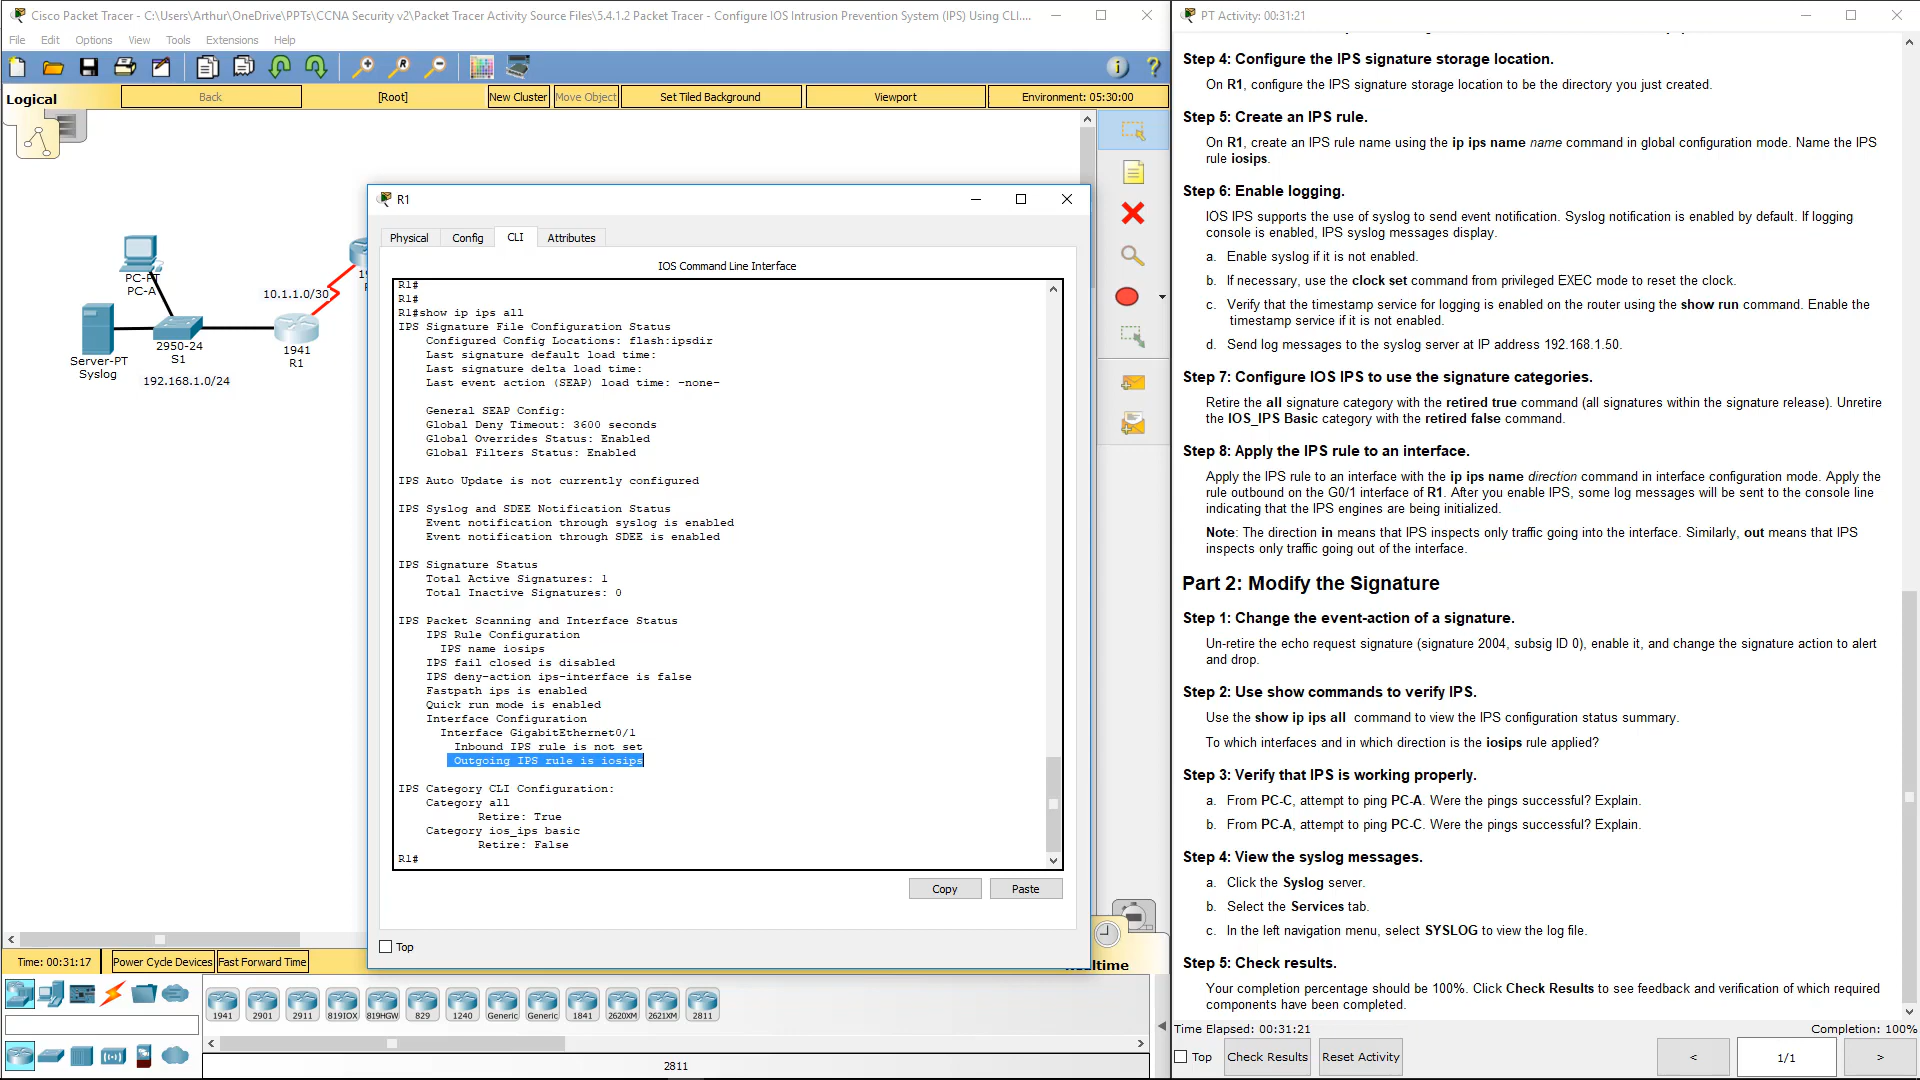 Cisco Packet Tracer - C:\Users\Arthur\OneDrive\PPTs\CCNA Security v2\Packet Tracer Activity Source Files\5.4.1.2 Packet Tracer - Configure IOS Intrusion Prevention System (IPS) Using CLI....
File Edit Options View Tools Extensions Help
Logical
Back
[Root]
New Cluster
Move Object
Set Tiled Background
Viewport
Environment: 05:30:00
PC-PT
PC-A
Server-PT
Syslog
2950-24
S1
192.168.1.0/24
10.1.1.0/30
1941
R1
R1
Physical
Config
CLI
Attributes
IOS Command Line Interface
R1#
R1#
R1#show ip ips all
IPS Signature File Configuration Status
Configured Config Locations: flash:ipsdir
Last signature default load time:
Last signature delta load time:
Last event action (SEAP) load time: -none-
General SEAP Config:
Global Deny Timeout: 3600 seconds
Global Overrides Status: Enabled
Global Filters Status: Enabled
IPS Auto Update is not currently configured
IPS Syslog and SDEE Notification Status
Event notification through syslog is enabled
Event notification through SDEE is enabled
IPS Signature Status
Total Active Signatures: 1
Total Inactive Signatures: 0
IPS Packet Scanning and Interface Status
IPS Rule Configuration
IPS name iosips
IPS fail closed is disabled
IPS deny-action ips-interface is false
Fastpath ips is enabled
Quick run mode is enabled
Interface Configuration
Interface GigabitEthernet0/1
Inbound IPS rule is not set
Outgoing IPS rule is iosips
IPS Category CLI Configuration:
Category all
Retire: True
Category ios_ips basic
Retire: False
R1#
Copy
Paste
Top
Time: 00:31:17
Power Cycle Devices
Fast Forward Time
1941
2901
2911
819IOX
819HGW
829
1240
Generic
Generic
1841
2620XM
2621XM
2811
2811
PT Activity: 00:31:21
Step 4: Configure the IPS signature storage location.
On R1, configure the IPS signature storage location to be the directory you just created.
Step 5: Create an IPS rule.
On R1, create an IPS rule name using the ip ips name name command in global configuration mode. Name the IPS
rule iosips.
Step 6: Enable logging.
IOS IPS supports the use of syslog to send event notification. Syslog notification is enabled by default. If logging
console is enabled, IPS syslog messages display.
a. Enable syslog if it is not enabled.
b. If necessary, use the clock set command from privileged EXEC mode to reset the clock.
c. Verify that the timestamp service for logging is enabled on the router using the show run command. Enable the
timestamp service if it is not enabled.
d. Send log messages to the syslog server at IP address 192.168.1.50.
Step 7: Configure IOS IPS to use the signature categories.
Retire the all signature category with the retired true command (all signatures within the signature release). Unretire
the IOS_IPS Basic category with the retired false command.
Step 8: Apply the IPS rule to an interface.
Apply the IPS rule to an interface with the ip ips name direction command in interface configuration mode. Apply the
rule outbound on the G0/1 interface of R1. After you enable IPS, some log messages will be sent to the console line
indicating that the IPS engines are being initialized.
Note: The direction in means that IPS inspects only traffic going into the interface. Similarly, out means that IPS
inspects only traffic going out of the interface.
Part 2: Modify the Signature
Step 1: Change the event-action of a signature.
Un-retire the echo request signature (signature 2004, subsig ID 0), enable it, and change the signature action to alert
and drop.
Step 2: Use show commands to verify IPS.
Use the show ip ips all command to view the IPS configuration status summary.
To which interfaces and in which direction is the iosips rule applied?
Step 3: Verify that IPS is working properly.
a. From PC-C, attempt to ping PC-A. Were the pings successful? Explain.
b. From PC-A, attempt to ping PC-C. Were the pings successful? Explain.
Step 4: View the syslog messages.
a. Click the Syslog server.
b. Select the Services tab.
c. In the left navigation menu, select SYSLOG to view the log file.
Step 5: Check results.
Your completion percentage should be 100%. Click Check Results to see feedback and verification of which required
components have been completed.
Time Elapsed: 00:31:21
Completion: 100%
Top
Check Results
Reset Activity
<
1/1
>